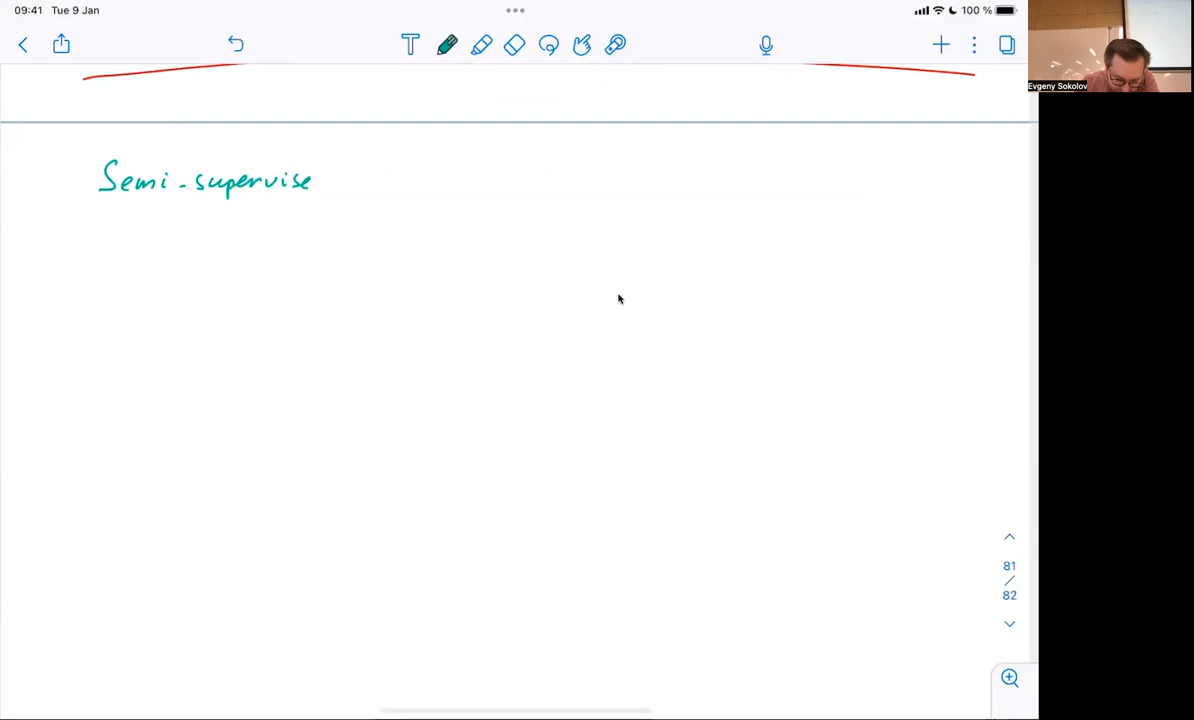 09:41 Tue 9 Jan
100 %
T
Evgeny Sokolov
Semi-supervise
81
/
82